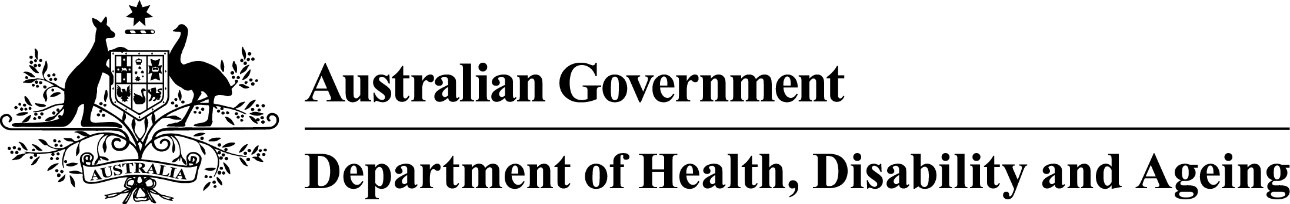 AUSTRALIA
Australian Government
Department of Health, Disability and Ageing